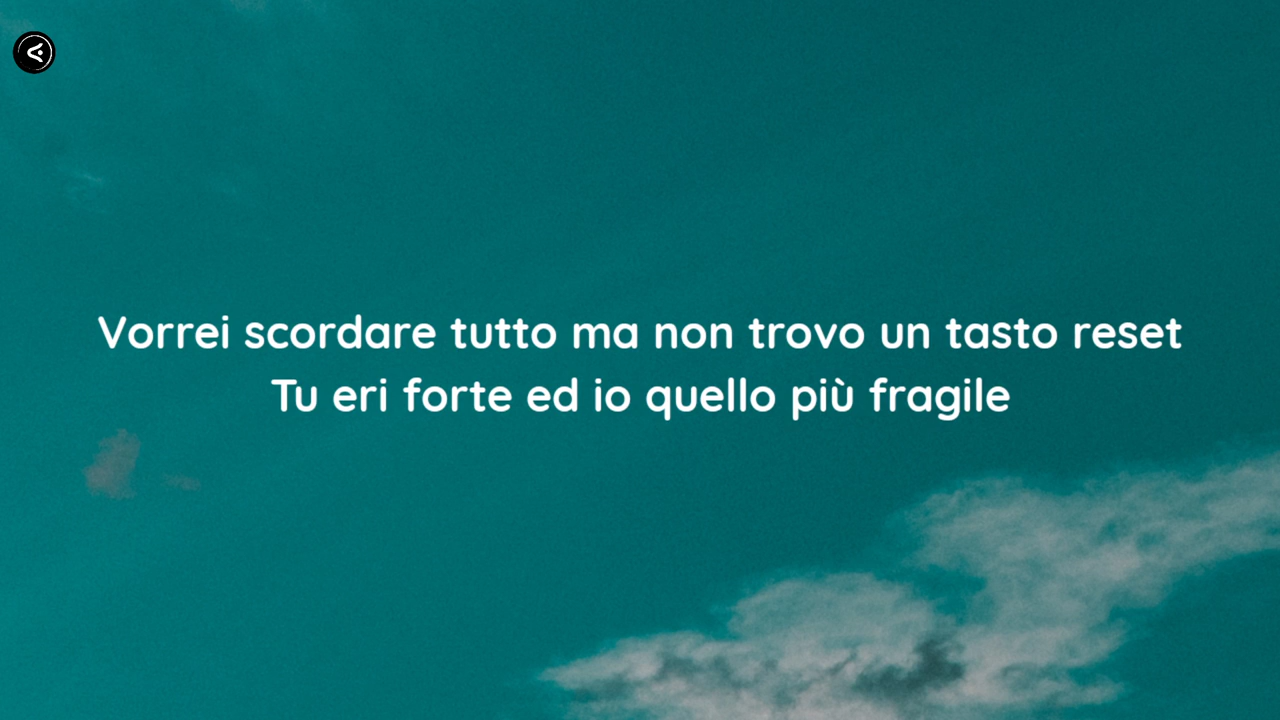 Vorrei scordare tutto ma non trovo un tasto reset
Tu eri forte ed io quello più fragile